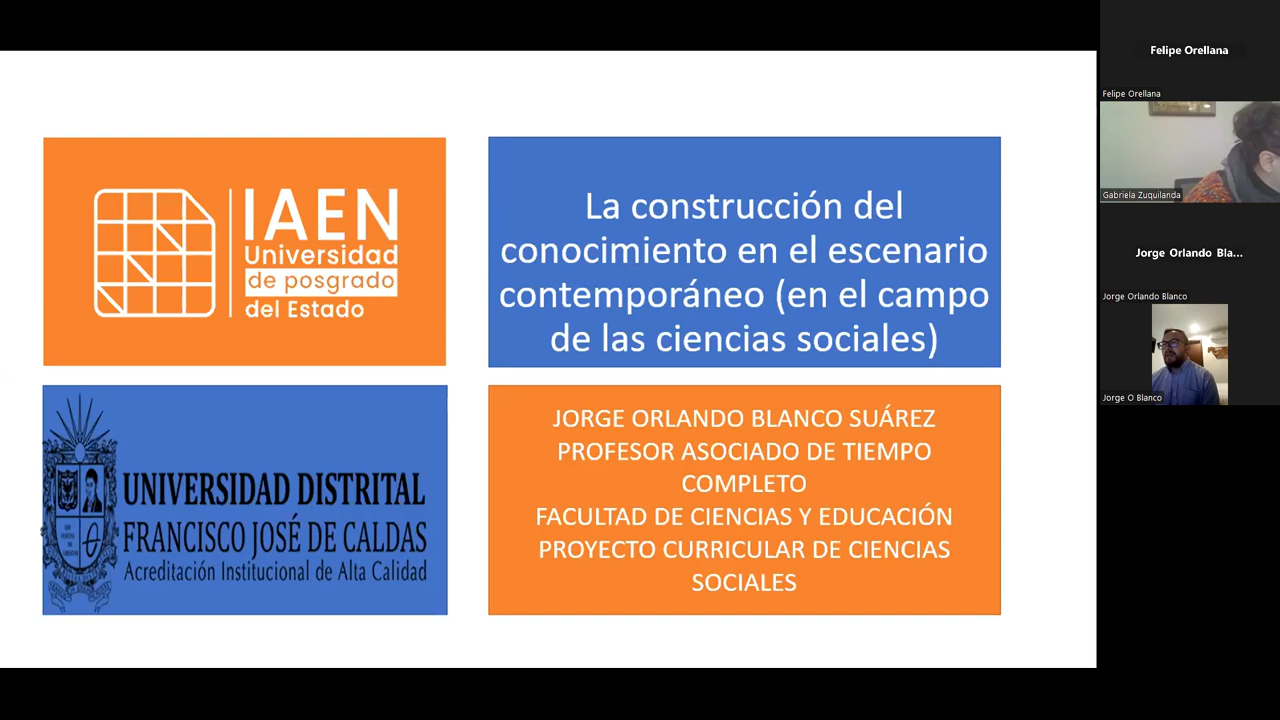 IAEN
Universidad
de posgrado
del Estado
La construcción del
conocimiento en el escenario
contemporáneo (en el campo
de las ciencias sociales)
UNIVERSIDAD DISTRITAL
FRANCISCO JOSÉ DE CALDAS
Acreditación Institucional de Alta Calidad
JORGE ORLANDO BLANCO SUÁREZ
PROFESOR ASOCIADO DE TIEMPO
COMPLETO
FACULTAD DE CIENCIAS Y EDUCACIÓN
PROYECTO CURRICULAR DE CIENCIAS
SOCIALES
Felipe Orellana
Felipe Orellana
Gabriela Zuquilanda
Jorge Orlando Bla...
Jorge Orlando Blanco
Jorge O Blanco